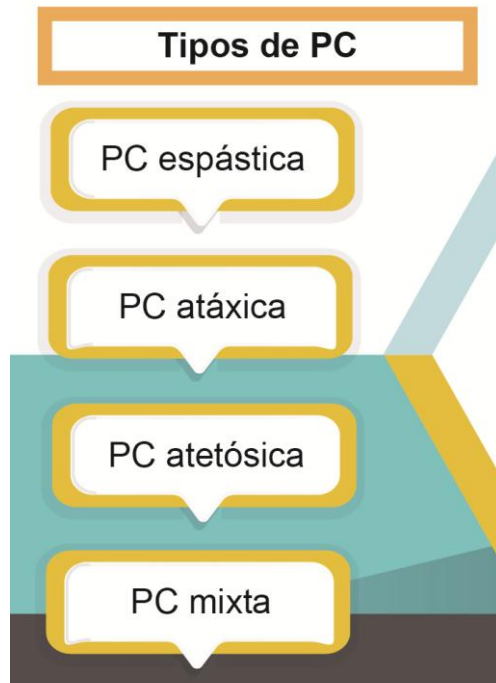 Tipos de PC
PC espástica
PC atáxica
PC atetósica
PC mixta